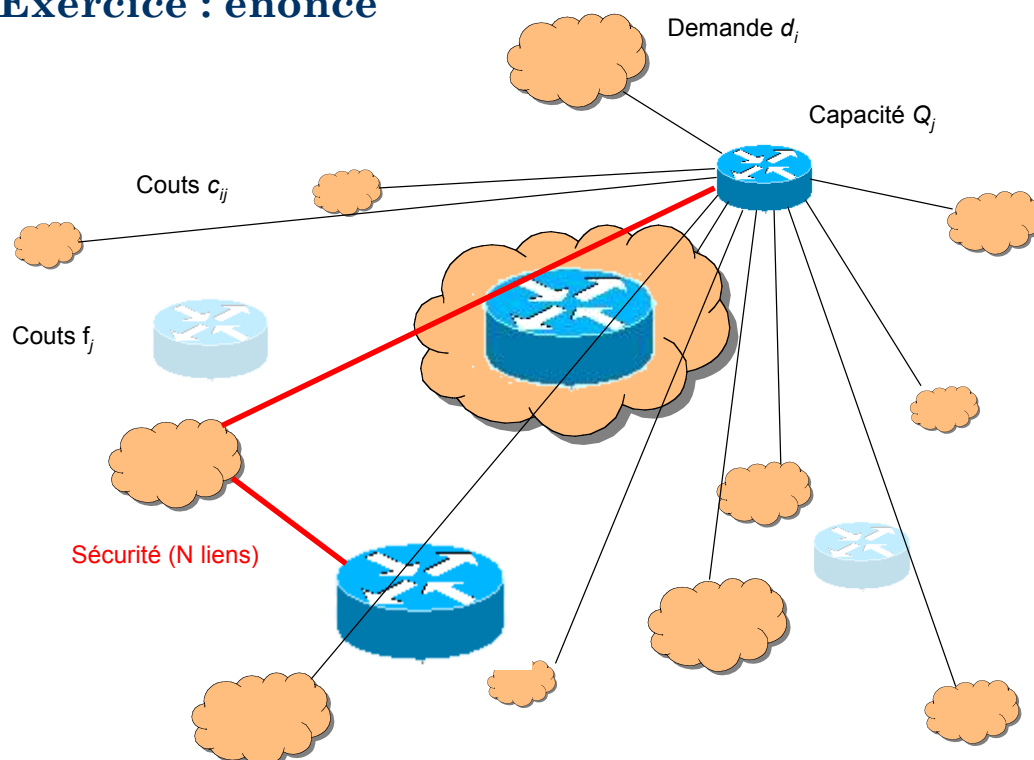 Exercice : énoncé
Demande d_i
Capacité Q_j
Couts c_ij
Couts f_j
Sécurité (N liens)